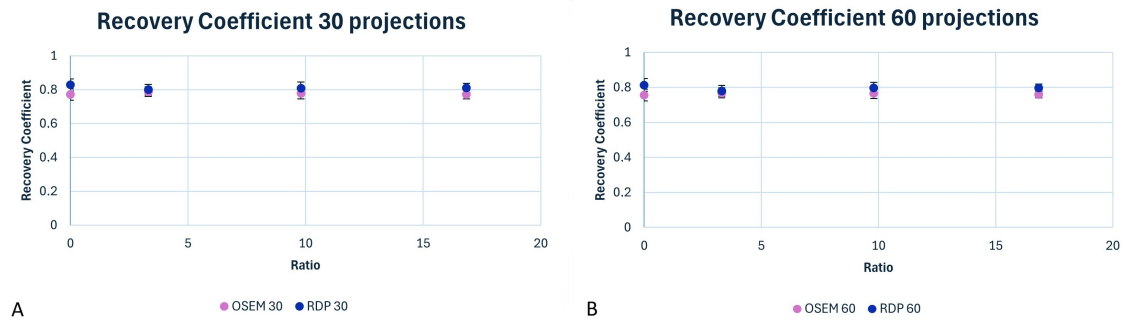 Recovery Coefficient 30 projections
Recovery Coefficient
1
0.8
0.6
0.4
0.2
0
0 5 10 15 20
Ratio
OSEM 30 RDP 30
A
Recovery Coefficient 60 projections
Recovery Coefficient
1
0.8
0.6
0.4
0.2
0
0 5 10 15 20
Ratio
OSEM 60 RDP 60
B